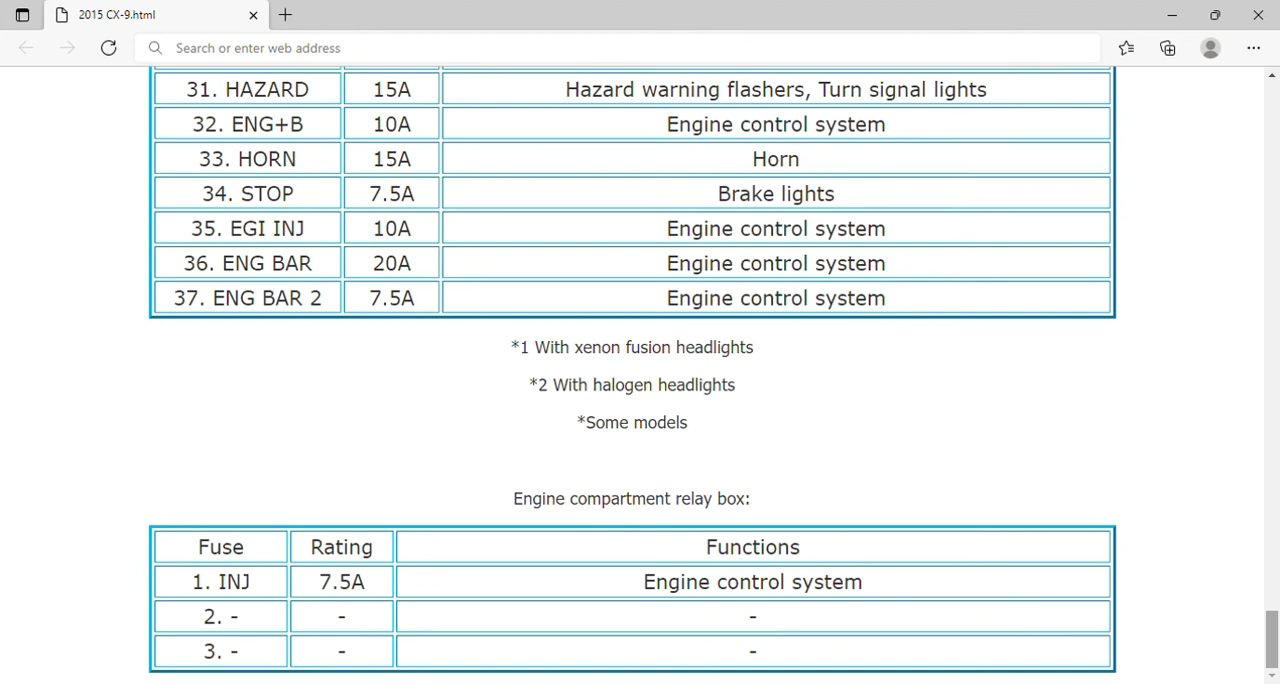 2015 CX-9.html
Search or enter web address
31. HAZARD 15A Hazard warning flashers, Turn signal lights
32. ENG+B 10A Engine control system
33. HORN 15A Horn
34. STOP 7.5A Brake lights
35. EGI INJ 10A Engine control system
36. ENG BAR 20A Engine control system
37. ENG BAR 2 7.5A Engine control system
*1 With xenon fusion headlights
*2 With halogen headlights
*Some models
Engine compartment relay box:
Fuse Rating Functions
1. INJ 7.5A Engine control system
2. - - -
3. - - -